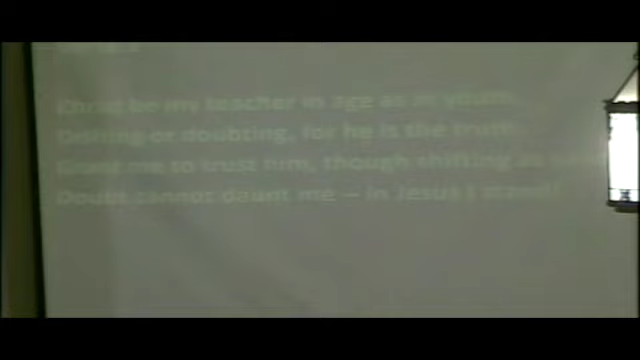 Christ be my teacher in age as in youth,
Drifting or doubting, for he is the truth.
Grant me to trust him, though shifting as
Doubt cannot daunt me – in Jesus I stand!